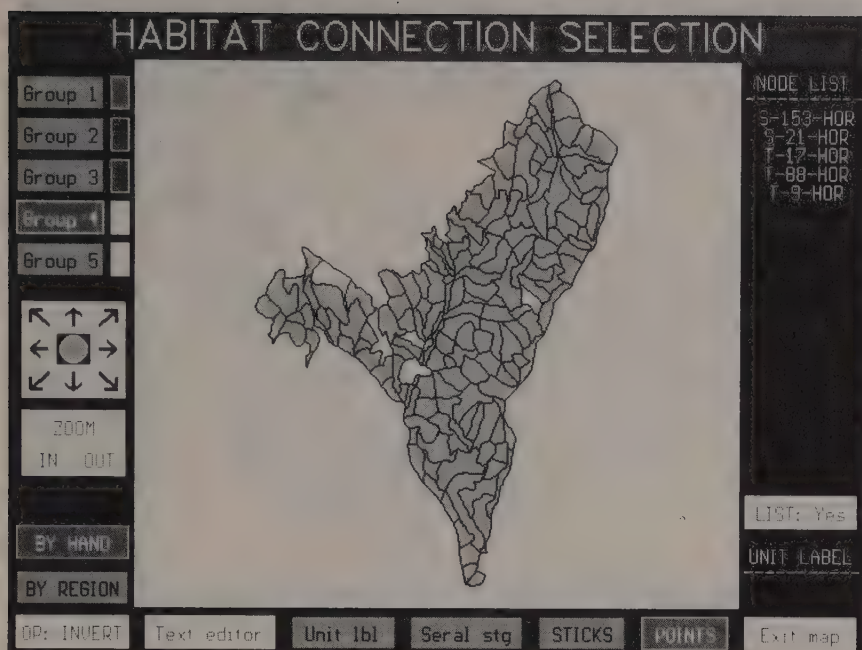 HABITAT CONNECTION SELECTION
Group 1
Group 2
Group 3
Group 4
Group 5
ZOOM
IN OUT
BY HAND
BY REGION
OP: INVERT
Text editor
Unit lbl
Seral stg
STICKS
POINTS
Exit map
NODE LIST
S-153-HOR
S-21-HOR
T-17-HOR
T-88-HOR
T-9-HOR
LIST: Yes
UNIT LABEL